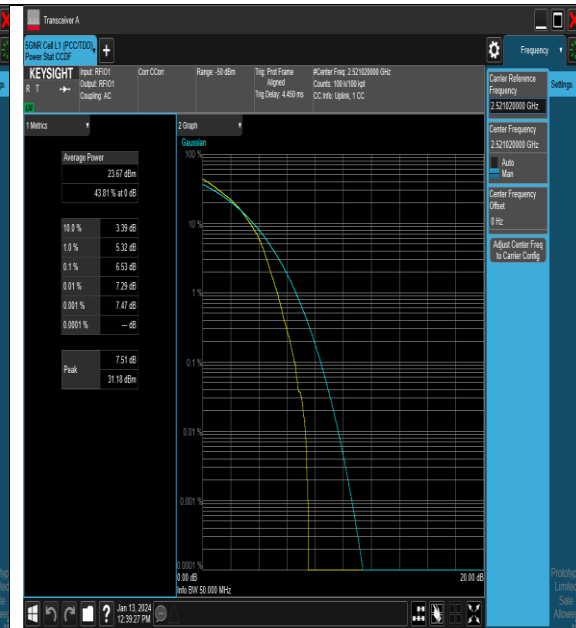 Transceiver A
5GNR Cell L1 (PCC/TDD),
Power Stat CCDF
Frequency
KEYSIGHT
R T
LXI
Input: RFIO1
Output: RFIO1
Coupling: AC
Corr CCorr
Range: -50 dBm
Trig: Prot Frame
Aligned
Trig Delay: 4.450 ms
#Center Freq: 2.521020000 GHz
Counts: 100 k/100 kpt
CC Info: Uplink, 1 CC
Carrier Reference
Frequency
2.521020000 GHz
Settings
Center Frequency
2.521020000 GHz
Auto
Man
Center Frequency
Offset
0 Hz
Adjust Center Freq
to Carrier Config
1 Metrics
Average Power
23.67 dBm
43.81 % at 0 dB
10.0 % 3.39 dB
1.0 % 5.32 dB
0.1 % 6.53 dB
0.01 % 7.29 dB
0.001 % 7.47 dB
0.0001 % --- dB
Peak
7.51 dB
31.18 dBm
2 Graph
Gaussian
100 %
10 %
1 %
0.1 %
0.01 %
0.001 %
0.0001 %
0.00 dB
20.00 dB
Info BW 50.000 MHz
Jan 13, 2024
12:39:27 PM